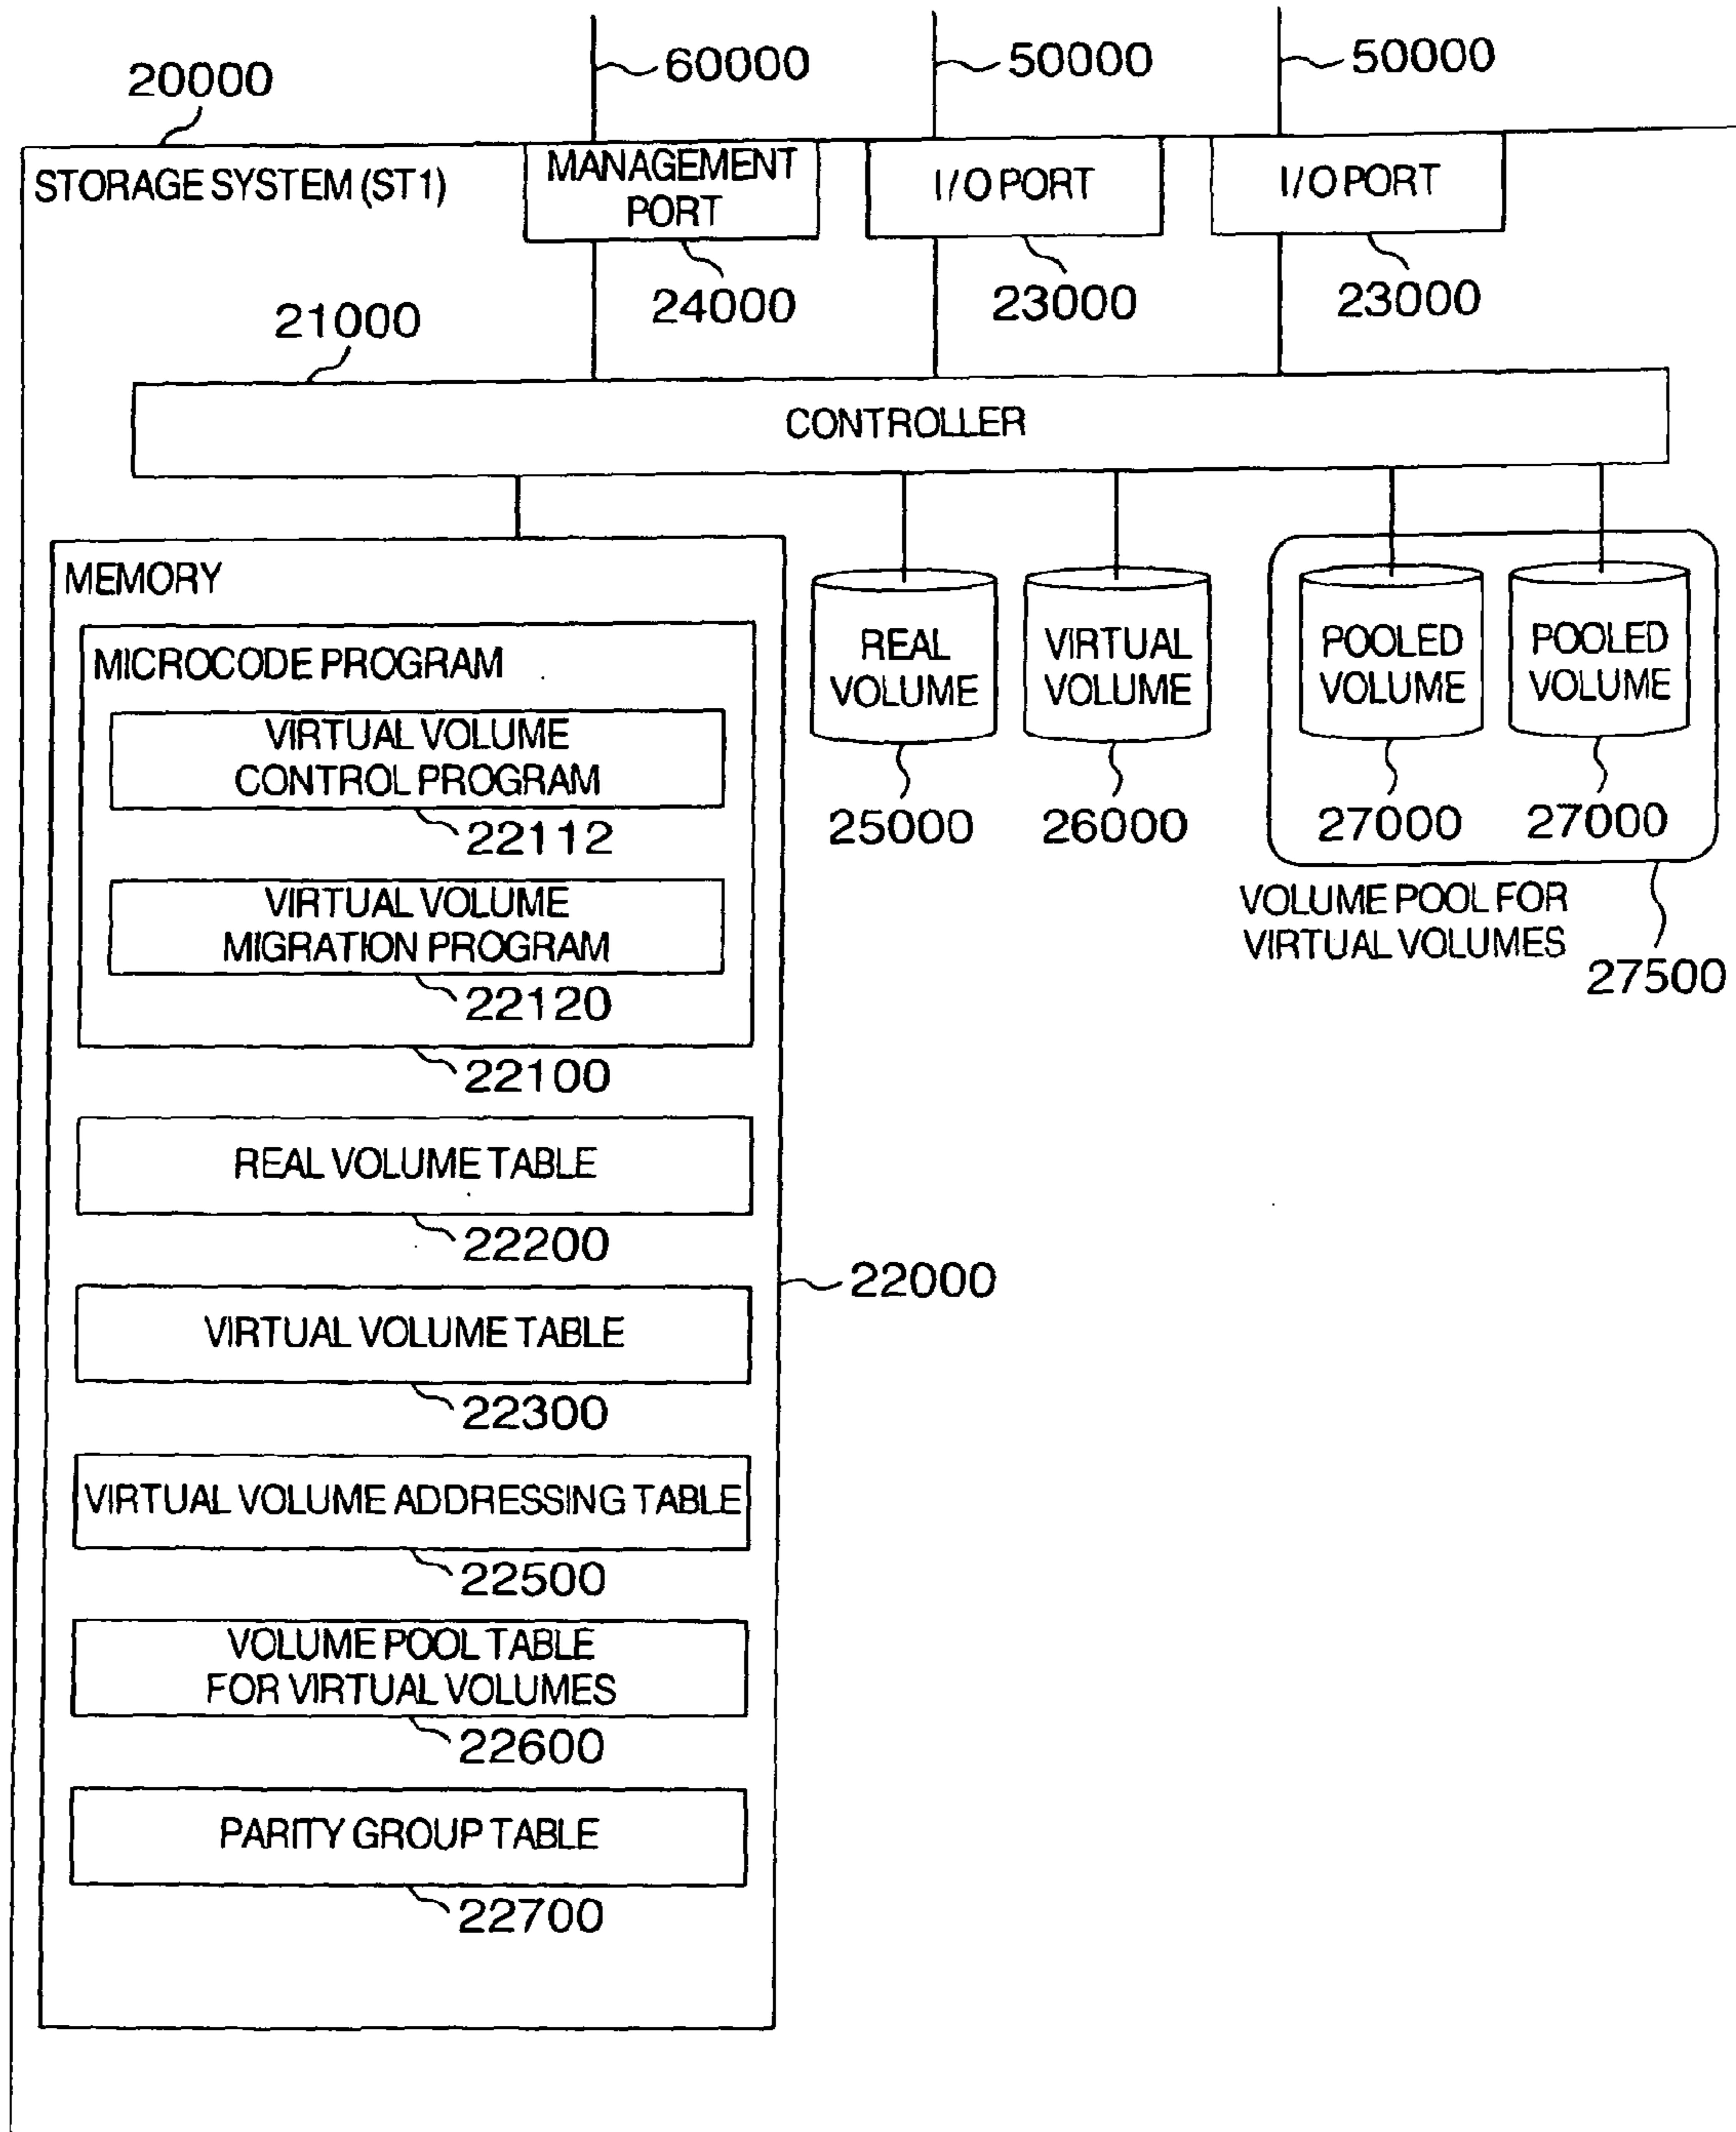 60000
50000
50000
20000
STORAGE SYSTEM (ST1)
MANAGEMENT
PORT
I/O PORT
I/O PORT
24000
23000
23000
21000
CONTROLLER
MEMORY
MICROCODE PROGRAM
VIRTUAL VOLUME
CONTROL PROGRAM
22112
VIRTUAL VOLUME
MIGRATION PROGRAM
22120
22100
REAL VOLUME TABLE
22200
VIRTUAL VOLUME TABLE
22300
VIRTUAL VOLUME ADDRESSING TABLE
22500
VOLUME POOL TABLE
FOR VIRTUAL VOLUMES
22600
PARITY GROUP TABLE
22700
22000
REAL
VOLUME
25000
VIRTUAL
VOLUME
26000
POOLED
VOLUME
27000
POOLED
VOLUME
27000
VOLUME POOL FOR
VIRTUAL VOLUMES
27500